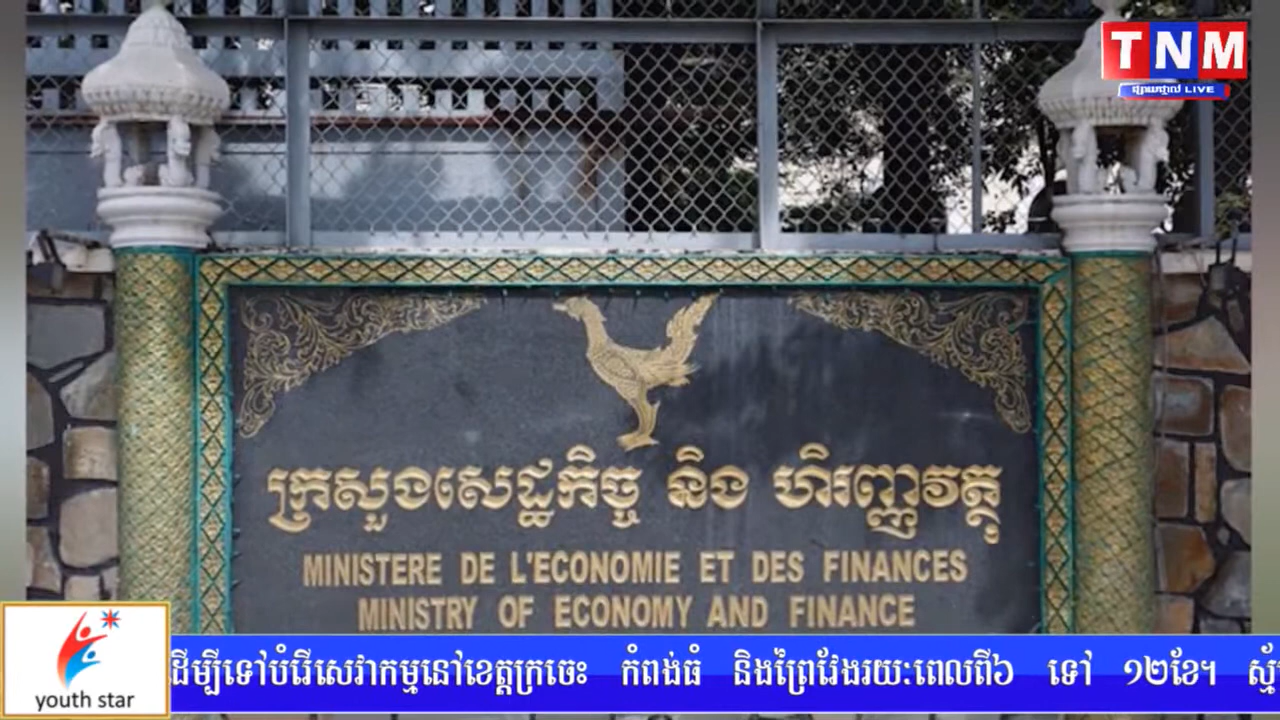 TNM
ផ្សាយផ្ទាល់ LIVE
ក្រសួងសេដ្ឋកិច្ច និង ហិរញ្ញវត្ថុ
MINISTERE DE L'ECONOMIE ET DES FINANCES
MINISTRY OF ECONOMY AND FINANCE
youth star
ដើម្បីទៅបំរើសេវាកម្មនៅខេត្តក្រចេះ កំពង់ធំ និងព្រៃវែងរយៈពេលពី៦ ទៅ ១២ខែ។ ស្ម័